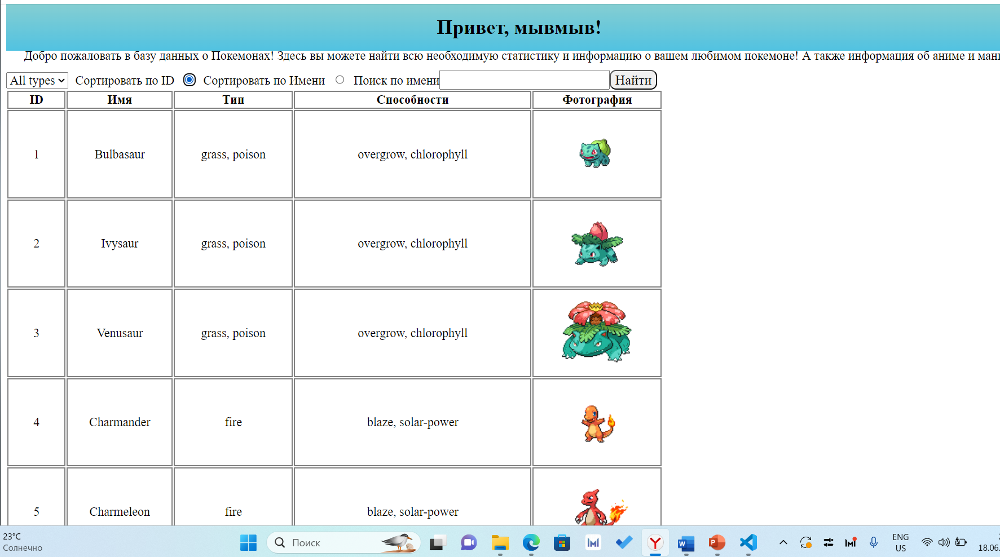 Привет, мывмыв!
Добро пожаловать в базу данных о Покемонах! Здесь вы можете найти всю необходимую статистику и информацию о вашем любимом покемоне! А также информация об аниме и
All types Сортировать по ID Сортировать по Имени Поиск по имени Найти
ID Имя Тип Способности Фотография
1 Bulbasaur grass, poison overgrow, chlorophyll
2 Ivysaur grass, poison overgrow, chlorophyll
3 Venusaur grass, poison overgrow, chlorophyll
4 Charmander fire blaze, solar-power
5 Charmeleon fire blaze, solar-power
23°C
Солнечно
Поиск
ENG
US
18.06.